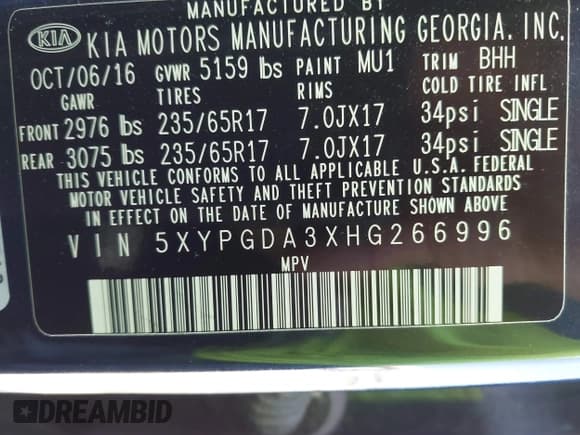 MANUFACTURED BY
KIA KIA MOTORS MANUFACTURING GEORGIA, INC.
OCT/06/16 GVWR 5159 lbs PAINT MU1 TRIM BHH
GAWR TIRES RIMS COLD TIRE INFL
FRONT 2976 lbs 235/65R17 7.0JX17 34psi SINGLE
REAR 3075 lbs 235/65R17 7.0JX17 34psi SINGLE
THIS VEHICLE CONFORMS TO ALL APPLICABLE U.S.A. FEDERAL
MOTOR VEHICLE SAFETY AND THEFT PREVENTION STANDARDS
IN EFFECT ON THE DATE OF MANUFACTURE SHOWN ABOVE.
VIN 5XYPGDA3XHG266996
MPV
DREAMBID